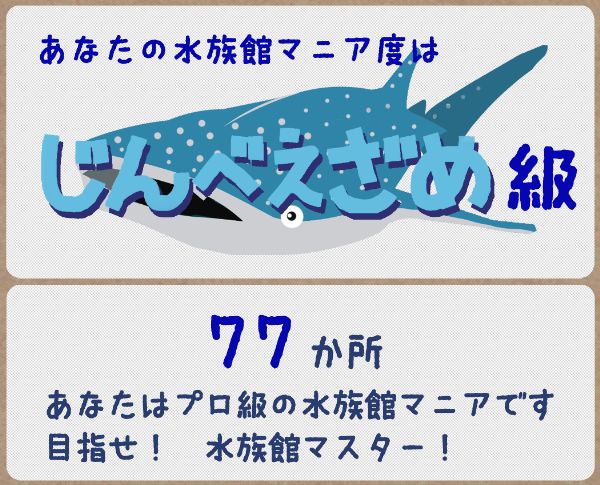 あなたの水族館マニア度は
じんべえざめ級
77か所
あなたはプロ級の水族館マニアです
目指せ！　水族館マスター！